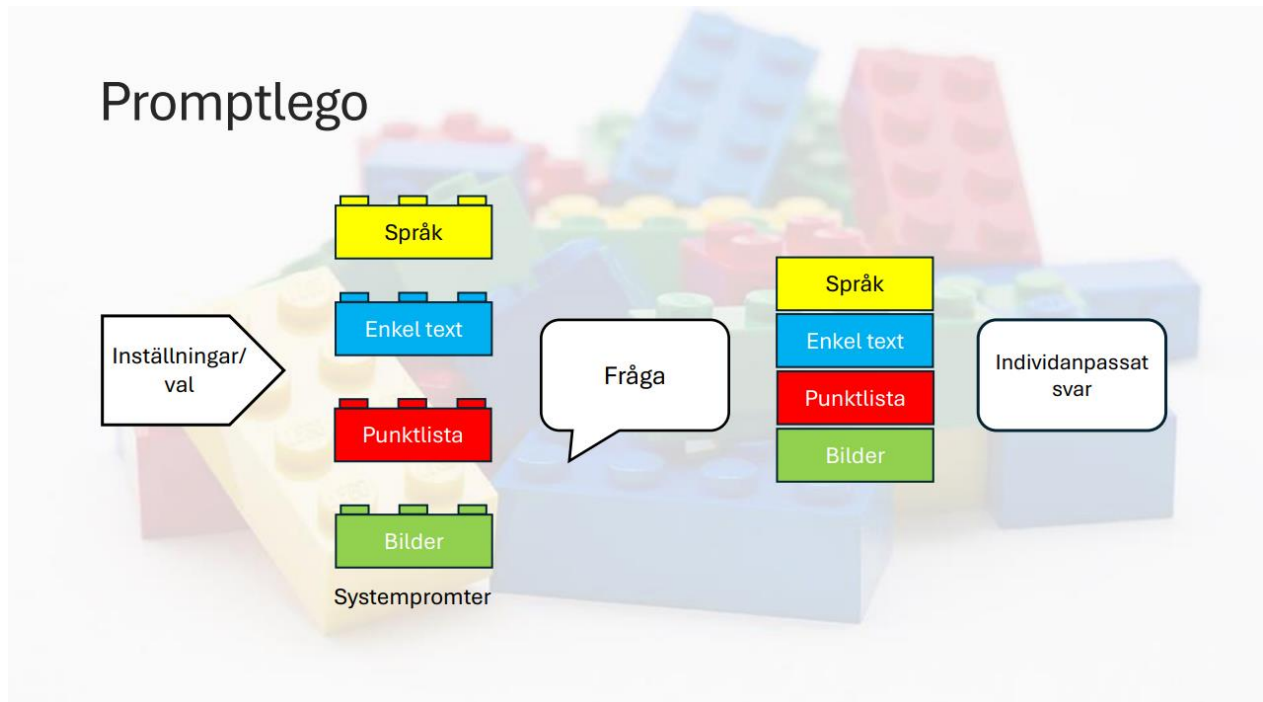 Promptlego
Inställningar/
val
Språk
Enkel text
Punktlista
Bilder
Systempromter
Fråga
Språk
Enkel text
Punktlista
Bilder
Individanpassat
svar